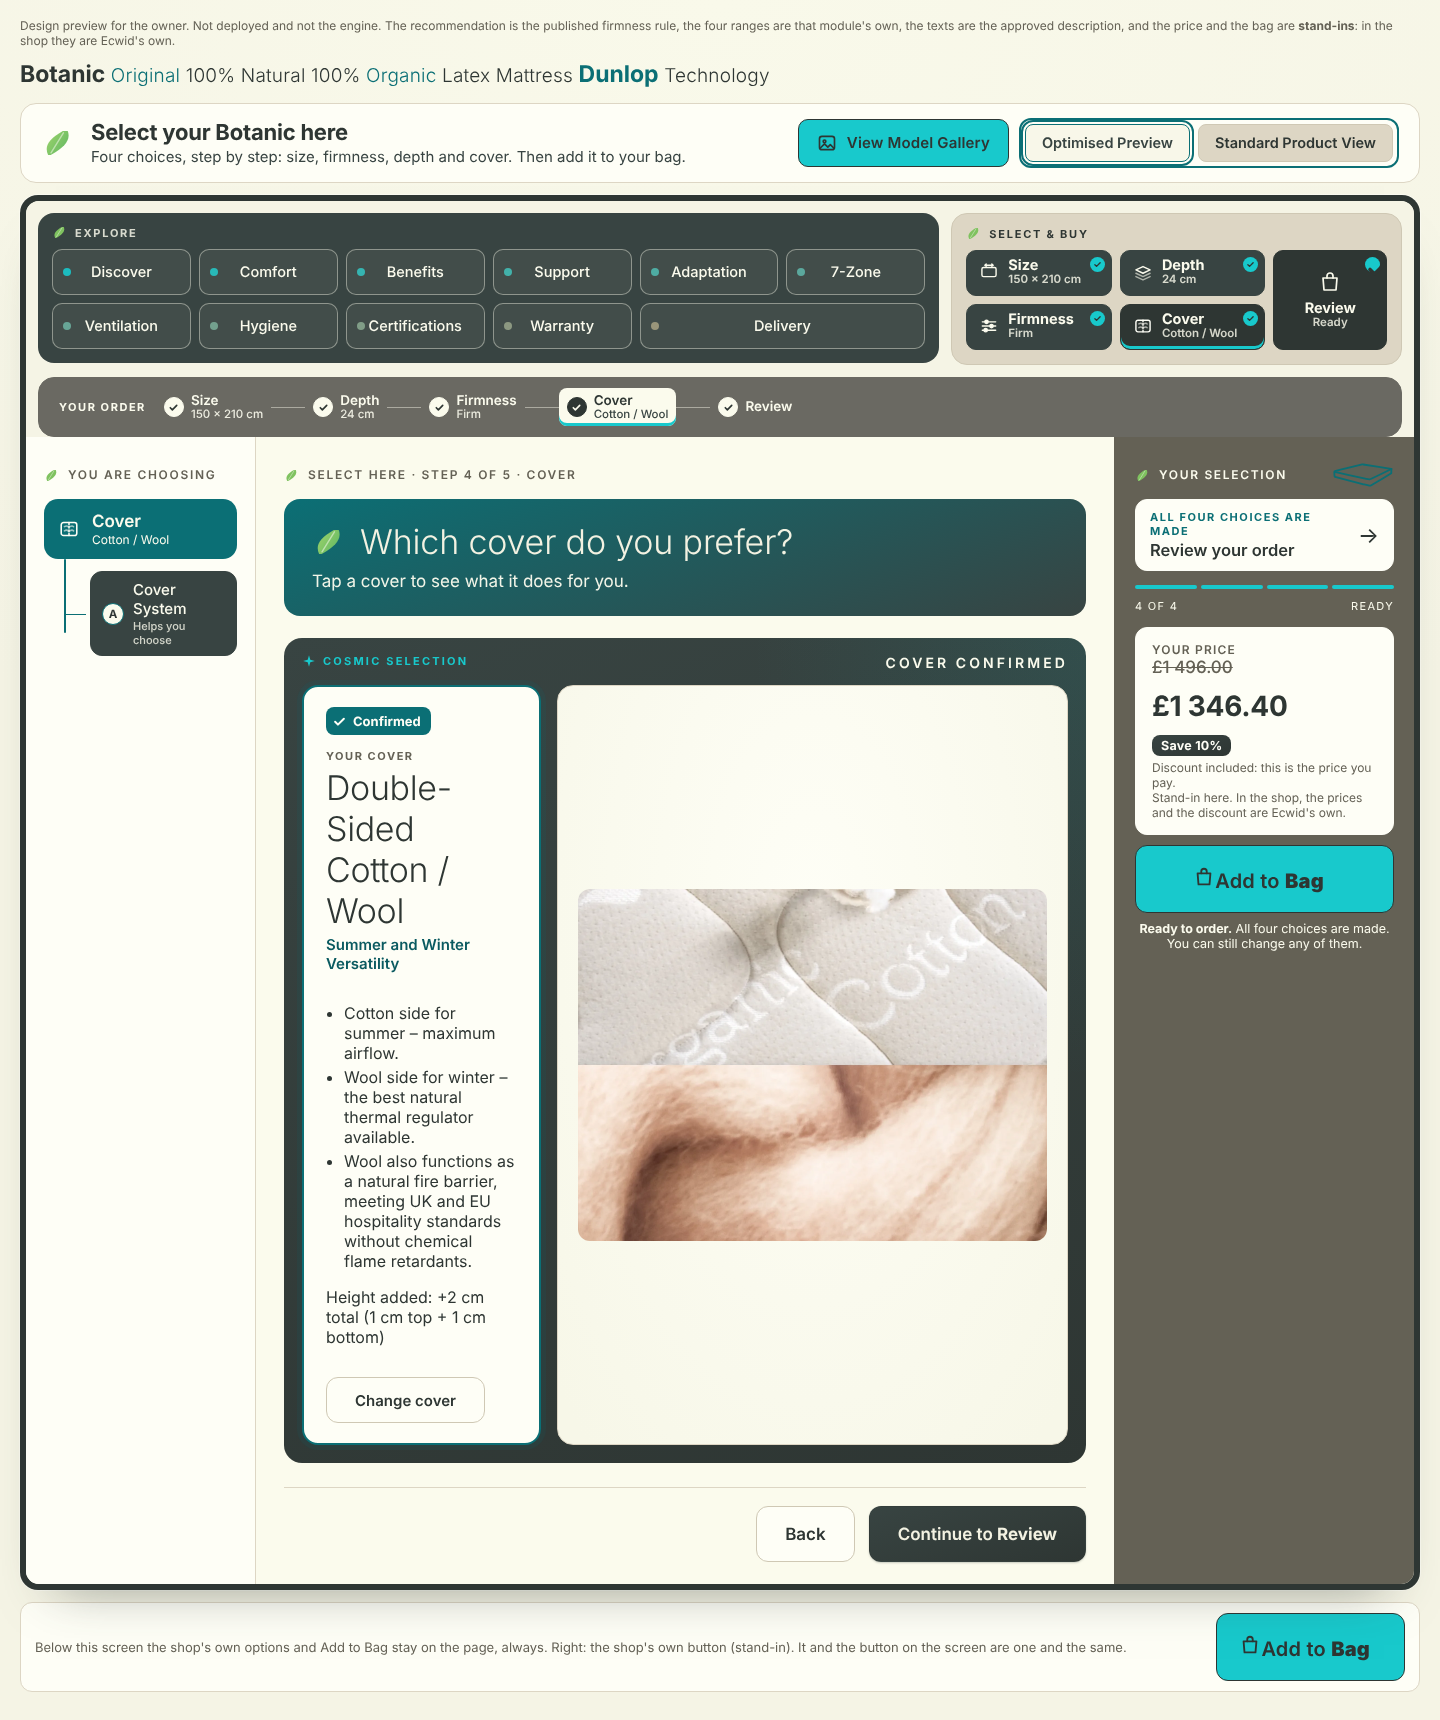 Design preview for the owner. Not deployed and not the engine. The recommendation is the published firmness rule, the four ranges are that module's own, the texts are the approved description, and the price and the bag are stand-ins: in the
shop they are Ecwid's own.
Botanic Original 100% Natural 100% Organic Latex Mattress Dunlop Technology
Select your Botanic here
Four choices, step by step: size, firmness, depth and cover. Then add it to your bag.
View Model Gallery
Optimised Preview
Standard Product View
EXPLORE
Discover
Comfort
Benefits
Support
Adaptation
7-Zone
Ventilation
Hygiene
Certifications
Warranty
Delivery
SELECT & BUY
Size
150 × 210 cm
Depth
24 cm
Firmness
Firm
Cover
Cotton / Wool
Review
Ready
YOUR ORDER
Size
150 × 210 cm
Depth
24 cm
Firmness
Firm
Cover
Cotton / Wool
Review
YOU ARE CHOOSING
Cover
Cotton / Wool
A
Cover
System
Helps you
choose
SELECT HERE · STEP 4 OF 5 · COVER
Which cover do you prefer?
Tap a cover to see what it does for you.
COSMIC SELECTION
COVER CONFIRMED
Confirmed
YOUR COVER
Double-
Sided
Cotton /
Wool
Summer and Winter
Versatility
• Cotton side for
summer – maximum
airflow.
• Wool side for winter –
the best natural
thermal regulator
available.
• Wool also functions as
a natural fire barrier,
meeting UK and EU
hospitality standards
without chemical
flame retardants.
Height added: +2 cm
total (1 cm top + 1 cm
bottom)
Change cover
Cotton
Back
Continue to Review
YOUR SELECTION
ALL FOUR CHOICES ARE
MADE
Review your order
4 OF 4
READY
YOUR PRICE
£1 496.00
£1 346.40
Save 10%
Discount included: this is the price you
pay.
Stand-in here. In the shop, the prices
and the discount are Ecwid's own.
Add to Bag
Ready to order. All four choices are made.
You can still change any of them.
Below this screen the shop's own options and Add to Bag stay on the page, always. Right: the shop's own button (stand-in). It and the button on the screen are one and the same.
Add to Bag